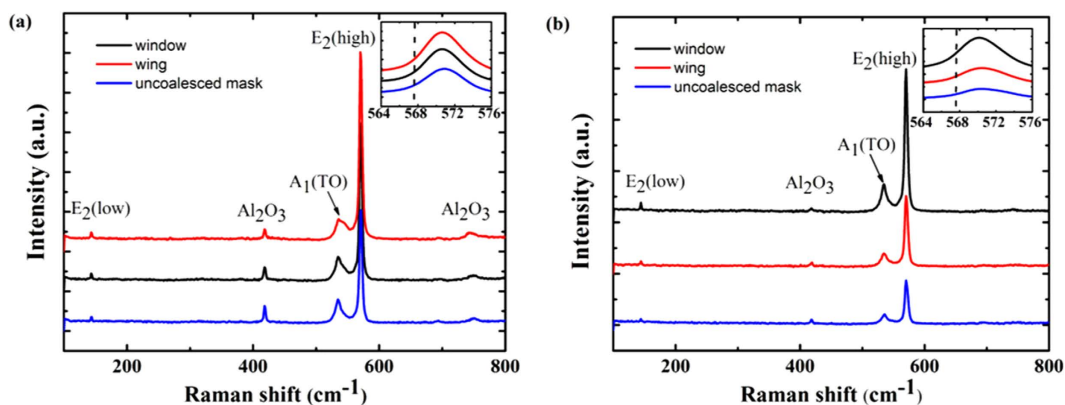 (a)
window
wing
uncoalesced mask
E2(high)
564 568 572 576
E2(low)
Al2O3
A1(TO)
Al2O3
Intensity (a.u.)
200 400 600 800
Raman shift (cm-1)
(b)
window
wing
uncoalesced mask
E2(high)
564 568 572 576
A1(TO)
E2(low)
Al2O3
Intensity (a.u.)
200 400 600 800
Raman shift (cm-1)